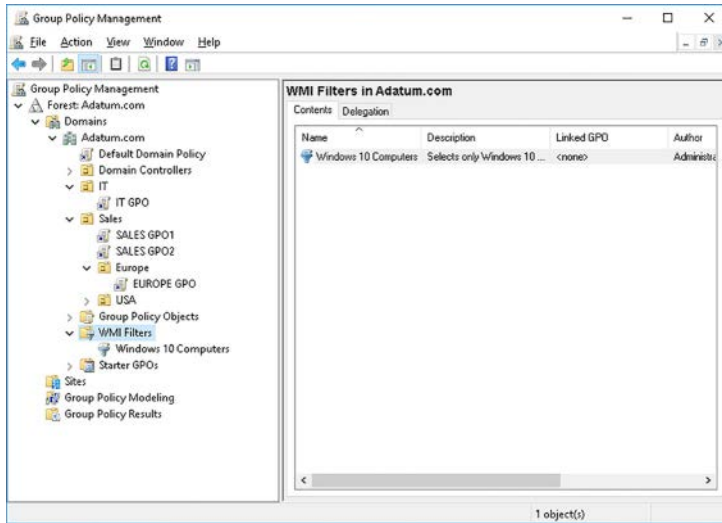 Group Policy Management
File Action View Window Help
Group Policy Management
Forest: Adatum.com
Domains
Adatum.com
Default Domain Policy
Domain Controllers
IT
IT GPO
Sales
SALES GPO1
SALES GPO2
Europe
EUROPE GPO
USA
Group Policy Objects
WMI Filters
Windows 10 Computers
Starter GPOs
Sites
Group Policy Modeling
Group Policy Results
WMI Filters in Adatum.com
Contents Delegation
Name Description Linked GPO Author
Windows 10 Computers Selects only Windows 10 ... <none> Administra
1 object(s)